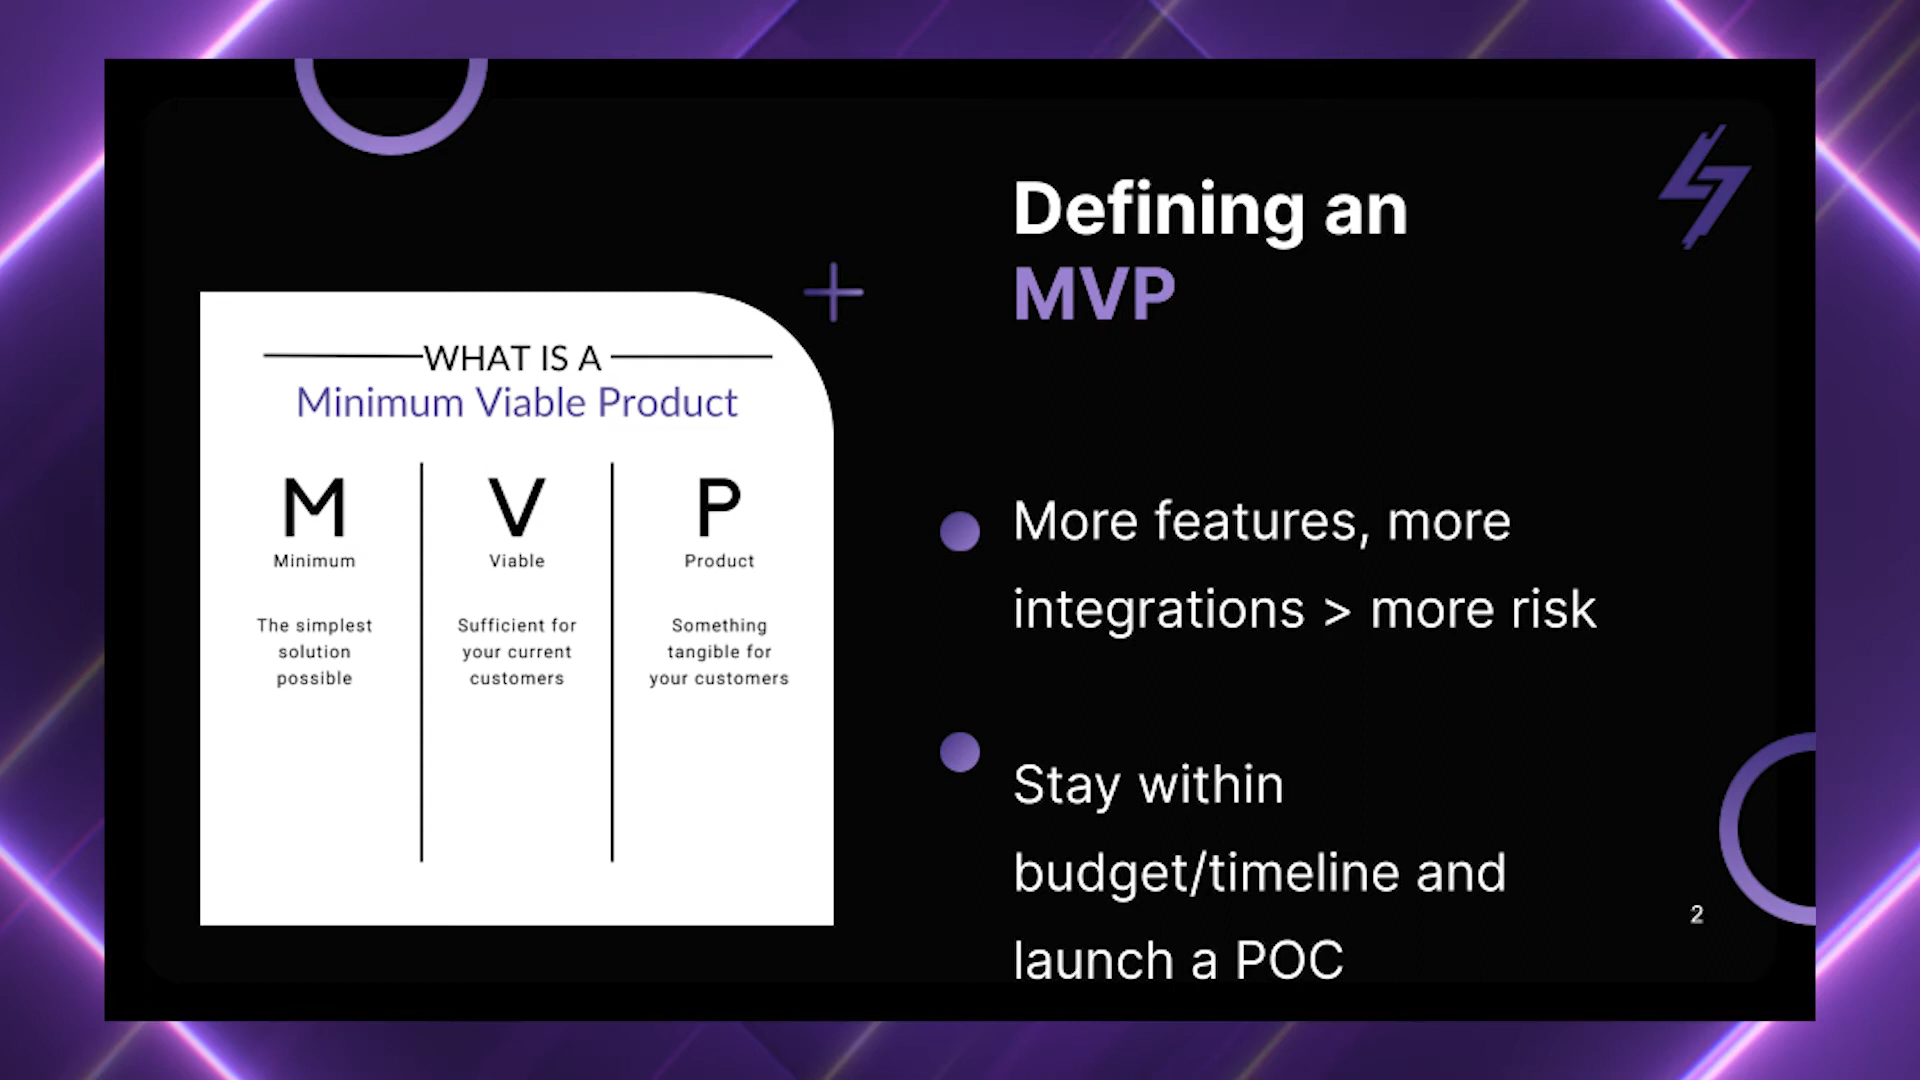 Defining an
MVP
WHAT IS A
Minimum Viable Product
M
Minimum
The simplest
solution
possible
V
Viable
Sufficient for
your current
customers
P
Product
Something
tangible for
your customers
More features, more
integrations > more risk
Stay within
budget/timeline and
launch a POC
2